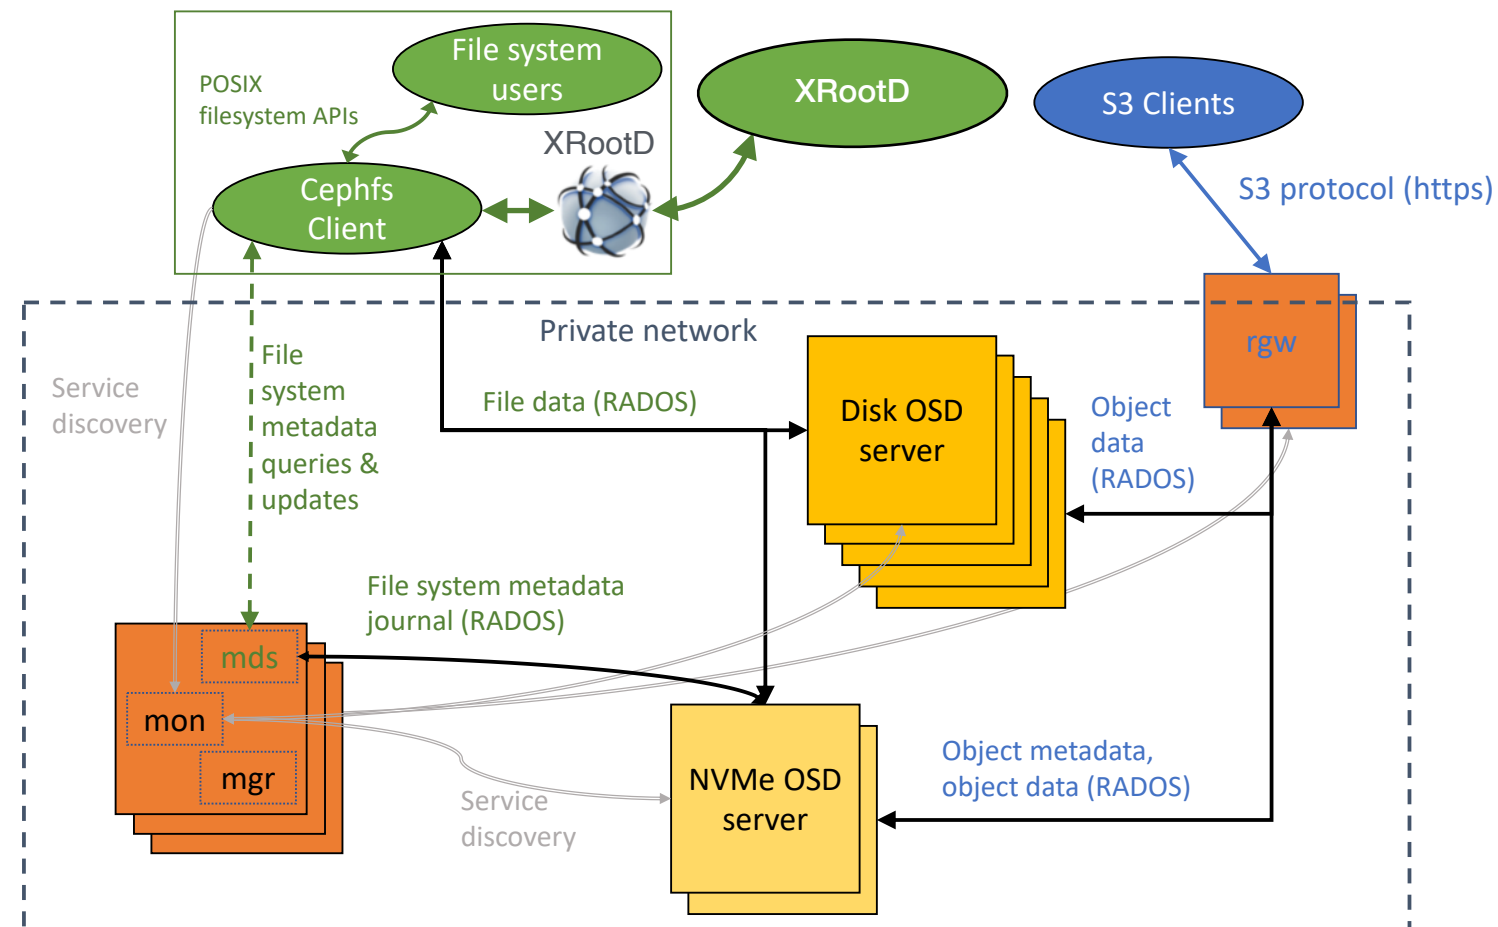 File system
users
POSIX
filesystem APIs
XRootD
Cephfs
Client
XRootD
S3 Clients
S3 protocol (https)
Private network
rgw
Service
discovery
File
system
metadata
queries &
updates
File data (RADOS)
Disk OSD
server
Object
data
(RADOS)
File system metadata
journal (RADOS)
mds
mon
mgr
Service
discovery
NVMe OSD
server
Object metadata,
object data (RADOS)